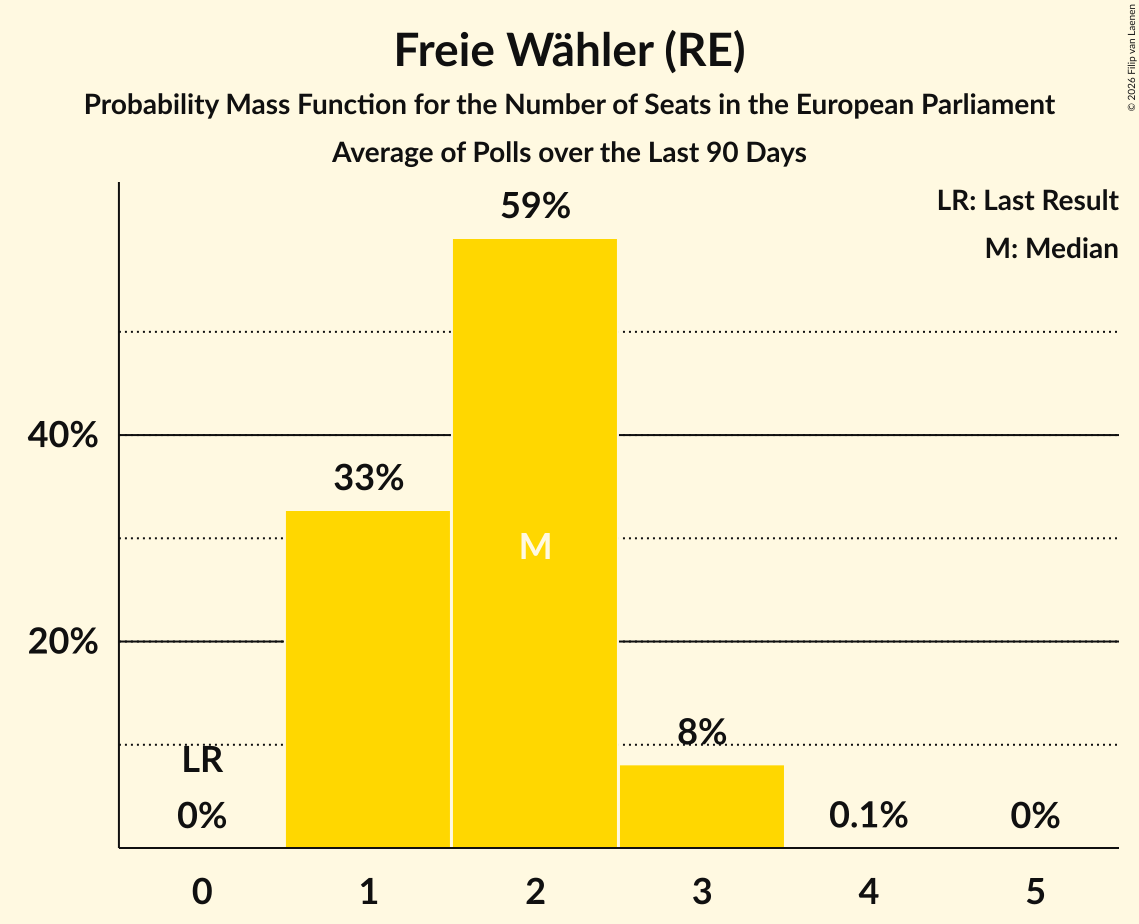 Freie Wähler (RE)
Probability Mass Function for the Number of Seats in the European Parliament
Average of Polls over the Last 90 Days
© 2026 Filip van Laenen
LR: Last Result
M: Median
59%
40%
33%
M
20%
8%
LR
0%
0.1%
0%
0 1 2 3 4 5